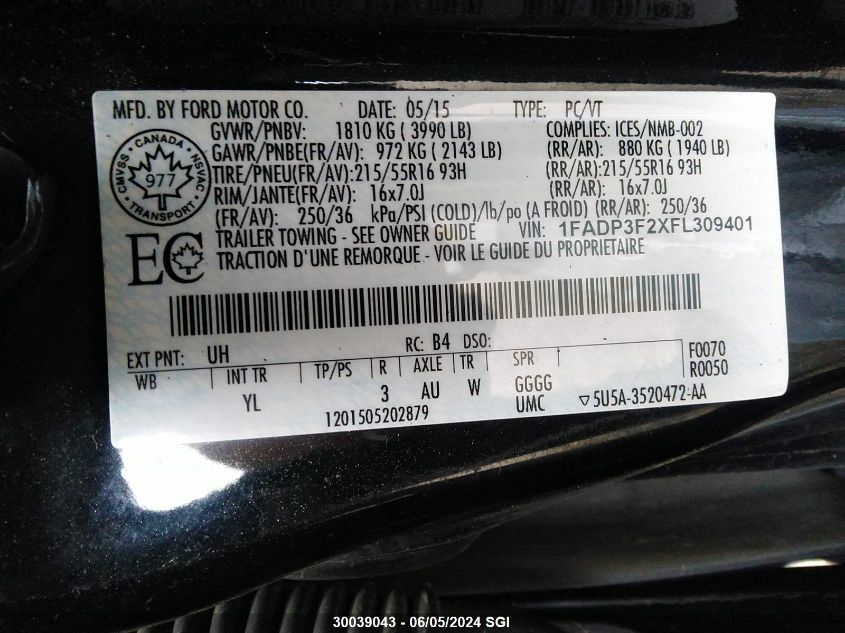 MFD. BY FORD MOTOR CO. DATE: 05/15 TYPE: PC/VT
GVWR/PNBV: 1810 KG ( 3990 LB) COMPLIES: ICES/NMB-002
GAWR/PNBE(FR/AV): 972 KG ( 2143 LB) (RR/AR): 880 KG ( 1940 LB)
TIRE/PNEU(FR/AV):215/55R16 93H (RR/AR):215/55R16 93H
RIM/JANTE(FR/AV): 16x7.0J (RR/AR): 16x7.0J
(FR/AV): 250/36 kPa/PSI (COLD)/lb/po (A FROID) (RR/AR): 250/36
TRAILER TOWING - SEE OWNER GUIDE VIN: 1FADP3F2XFL309401
TRACTION D'UNE REMORQUE - VOIR LE GUIDE DU PROPRIETAIRE
CMVSS · CANADA · NSVAC
977
· TRANSPORT ·
EC
EXT PNT: UH RC: B4 DSO:
WB INT TR TP/PS R AXLE TR SPR F0070
YL 3 AU W GGGG R0050
1201505202879 UMC ▽5U5A-3520472-AA
30039043 - 06/05/2024 SGI